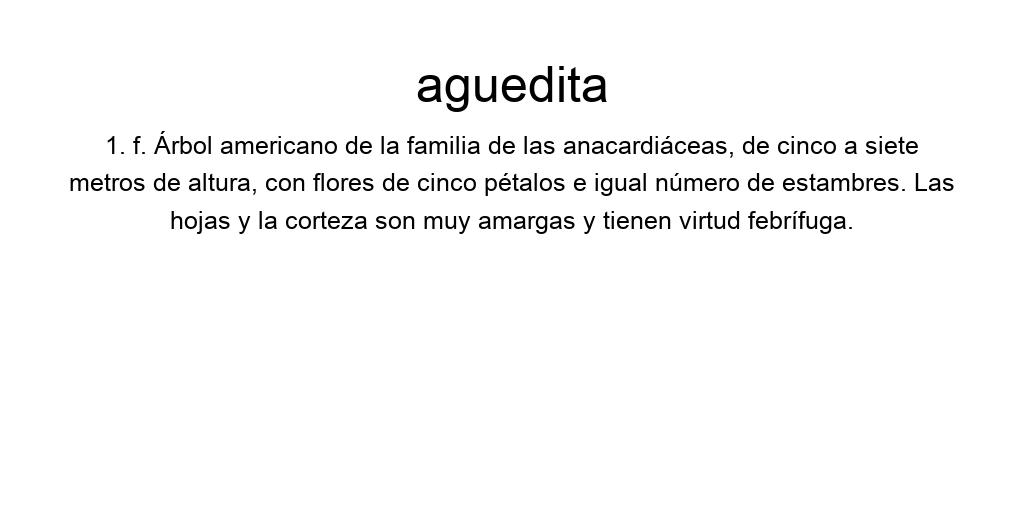 aguedita
1. f. Árbol americano de la familia de las anacardiáceas, de cinco a siete
metros de altura, con flores de cinco pétalos e igual número de estambres. Las
hojas y la corteza son muy amargas y tienen virtud febrífuga.